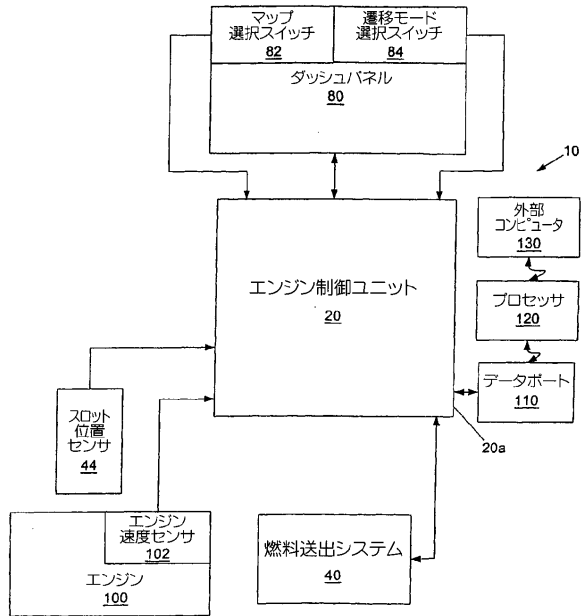 マップ
選択スイッチ
82
遷移モード
選択スイッチ
84
ダッシュパネル
80
10
エンジン制御ユニット
20
外部
コンピュータ
130
プロセッサ
120
データポート
110
20a
スロット
位置
センサ
44
エンジン
速度センサ
102
エンジン
100
燃料送出システム
40